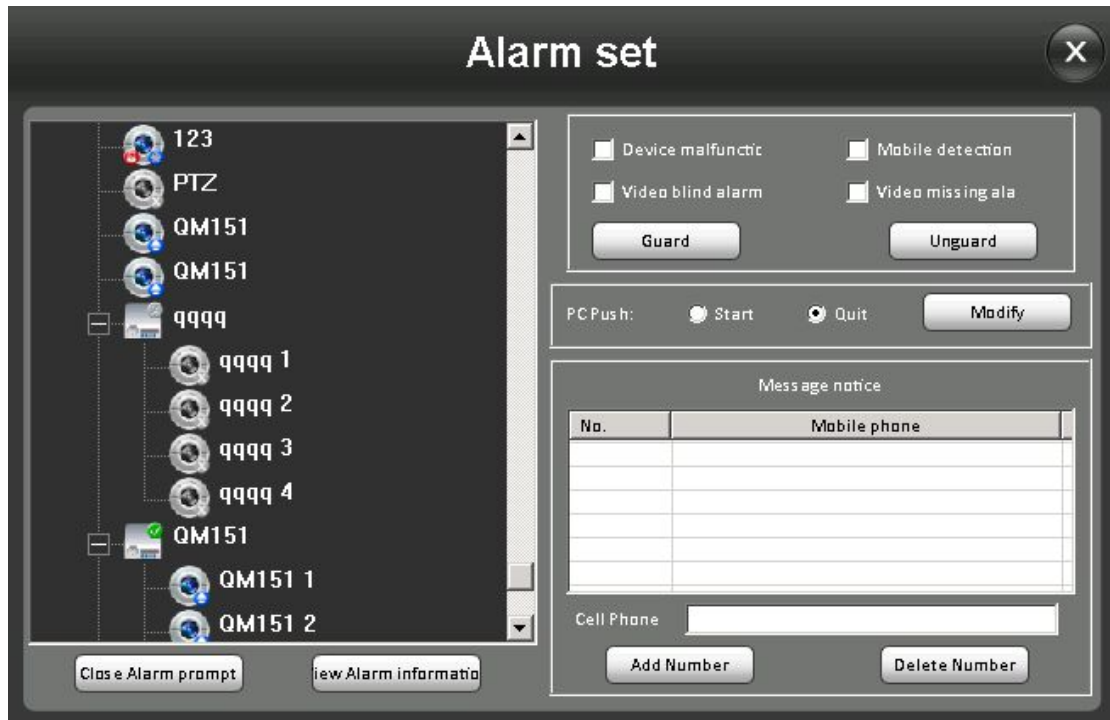 Alarm set
X
123
PTZ
QM151
QM151
qqqq
qqqq 1
qqqq 2
qqqq 3
qqqq 4
QM151
QM151 1
QM151 2
Close Alarm prompt
iew Alarm informatio
Device malfunctic
Mobile detection
Video blind alarm
Video missing ala
Guard
Unguard
PC Push:
Start
Quit
Modify
Message notice
No.
Mobile phone
Cell Phone
Add Number
Delete Number